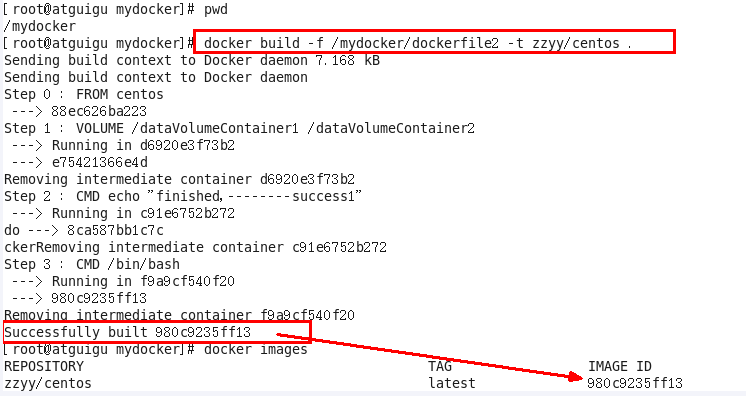 [root@atguigu mydocker]# pwd
/mydocker
[root@atguigu mydocker]# docker build -f /mydocker/dockerfile2 -t zzyy/centos .
Sending build context to Docker daemon 7.168 kB
Sending build context to Docker daemon
Step 0 : FROM centos
---> 88ec626ba223
Step 1 : VOLUME /dataVolumeContainer1 /dataVolumeContainer2
---> Running in d6920e3f73b2
---> e75421366e4d
Removing intermediate container d6920e3f73b2
Step 2 : CMD echo "finished,--------success1"
---> Running in c91e6752b272
do ---> 8ca587bb1c7c
ckerRemoving intermediate container c91e6752b272
Step 3 : CMD /bin/bash
---> Running in f9a9cf540f20
---> 980c9235ff13
Removing intermediate container f9a9cf540f20
Successfully built 980c9235ff13
[root@atguigu mydocker]# docker images
REPOSITORY TAG IMAGE ID
zzyy/centos latest 980c9235ff13